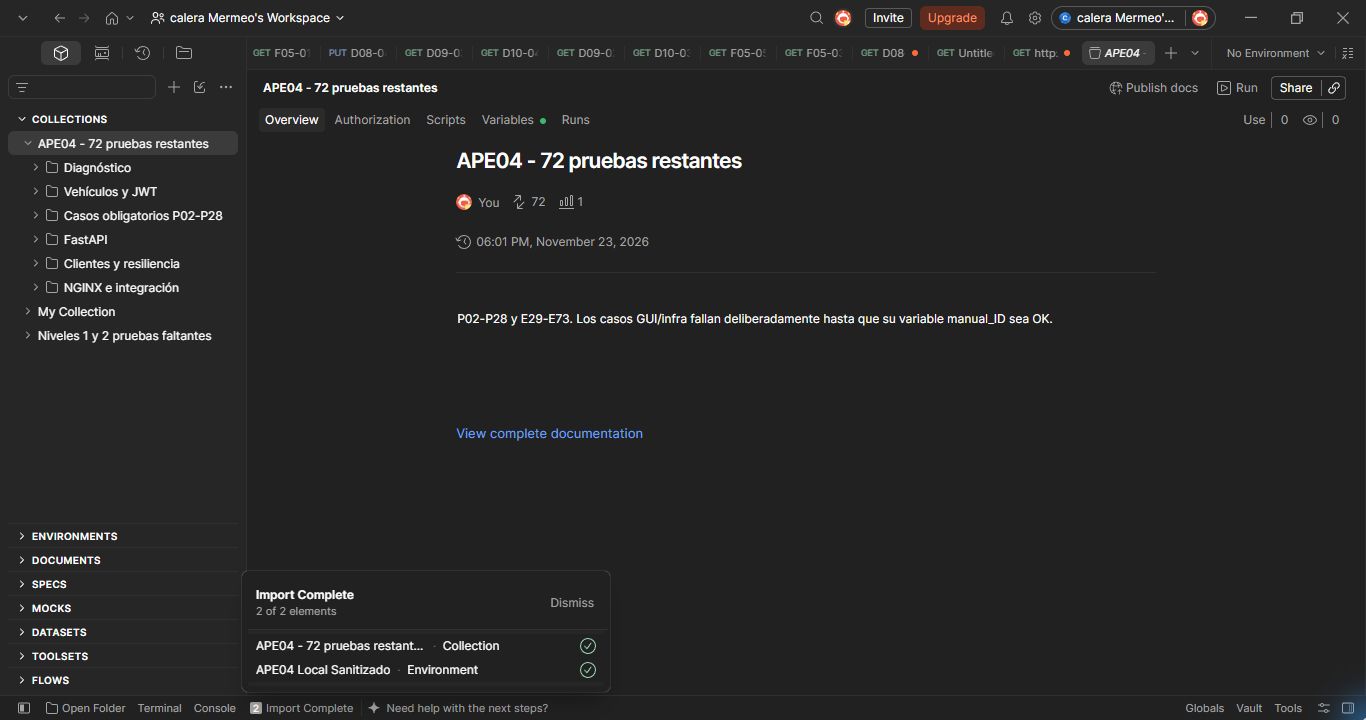 calera Mermeo's Workspace
Invite
Upgrade
calera Mermeo'...
GET F05-0
PUT D08-0
GET D09-0
GET D10-0
GET D09-0
GET D10-0
GET F05-0
GET F05-0
GET D08
GET Untitle
GET http:
APE04
No Environment
APE04 - 72 pruebas restantes
Publish docs
Run
Share
Overview
Authorization
Scripts
Variables
Runs
Use
0
0
COLLECTIONS
APE04 - 72 pruebas restantes
Diagnóstico
Vehículos y JWT
Casos obligatorios P02-P28
FastAPI
Clientes y resiliencia
NGINX e integración
My Collection
Niveles 1 y 2 pruebas faltantes
APE04 - 72 pruebas restantes
You
72
1
06:01 PM, November 23, 2026
P02-P28 y E29-E73. Los casos GUI/infra fallan deliberadamente hasta que su variable manual_ID sea OK.
View complete documentation
ENVIRONMENTS
DOCUMENTS
SPECS
MOCKS
DATASETS
TOOLSETS
FLOWS
Import Complete
2 of 2 elements
Dismiss
APE04 - 72 pruebas restant... · Collection
APE04 Local Sanitizado · Environment
Open Folder
Terminal
Console
2 Import Complete
Need help with the next steps?
Globals
Vault
Tools